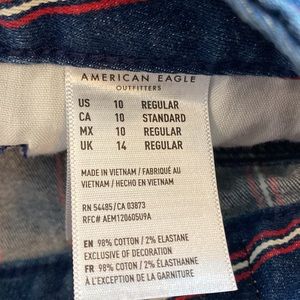 AMERICAN EAGLE
OUTFITTERS
US 10 REGULAR
CA 10 STANDARD
MX 10 REGULAR
UK 14 REGULAR
MADE IN VIETNAM / FABRIQUÉ AU
VIETNAM / HECHO EN VIETNAM
RN 54485/CA 03873
RFC# AEM120605U9A
EN 98% COTTON / 2% ELASTANE
EXCLUSIVE OF DECORATION
FR 98% COTON / 2% ÉLASTHANNE
À L'EXCEPTION DE LA GARNITURE